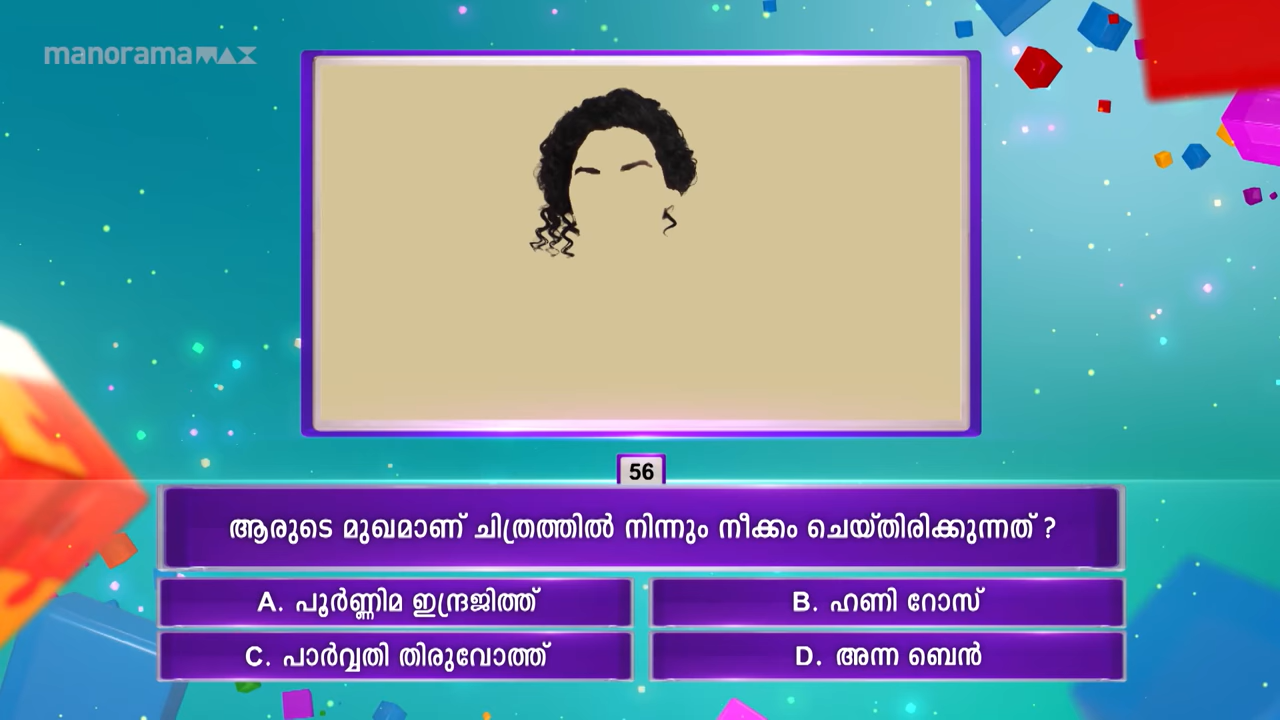 manoramaMAX
56
ആരുടെ മുഖമാണ് ചിത്രത്തിൽ നിന്നും നീക്കം ചെയ്തിരിക്കുന്നത് ?
A. പൂർണ്ണിമ ഇന്ദ്രജിത്ത്
B. ഹണി റോസ്
C. പാർവ്വതി തിരുവോത്ത്
D. അന്ന ബെൻ